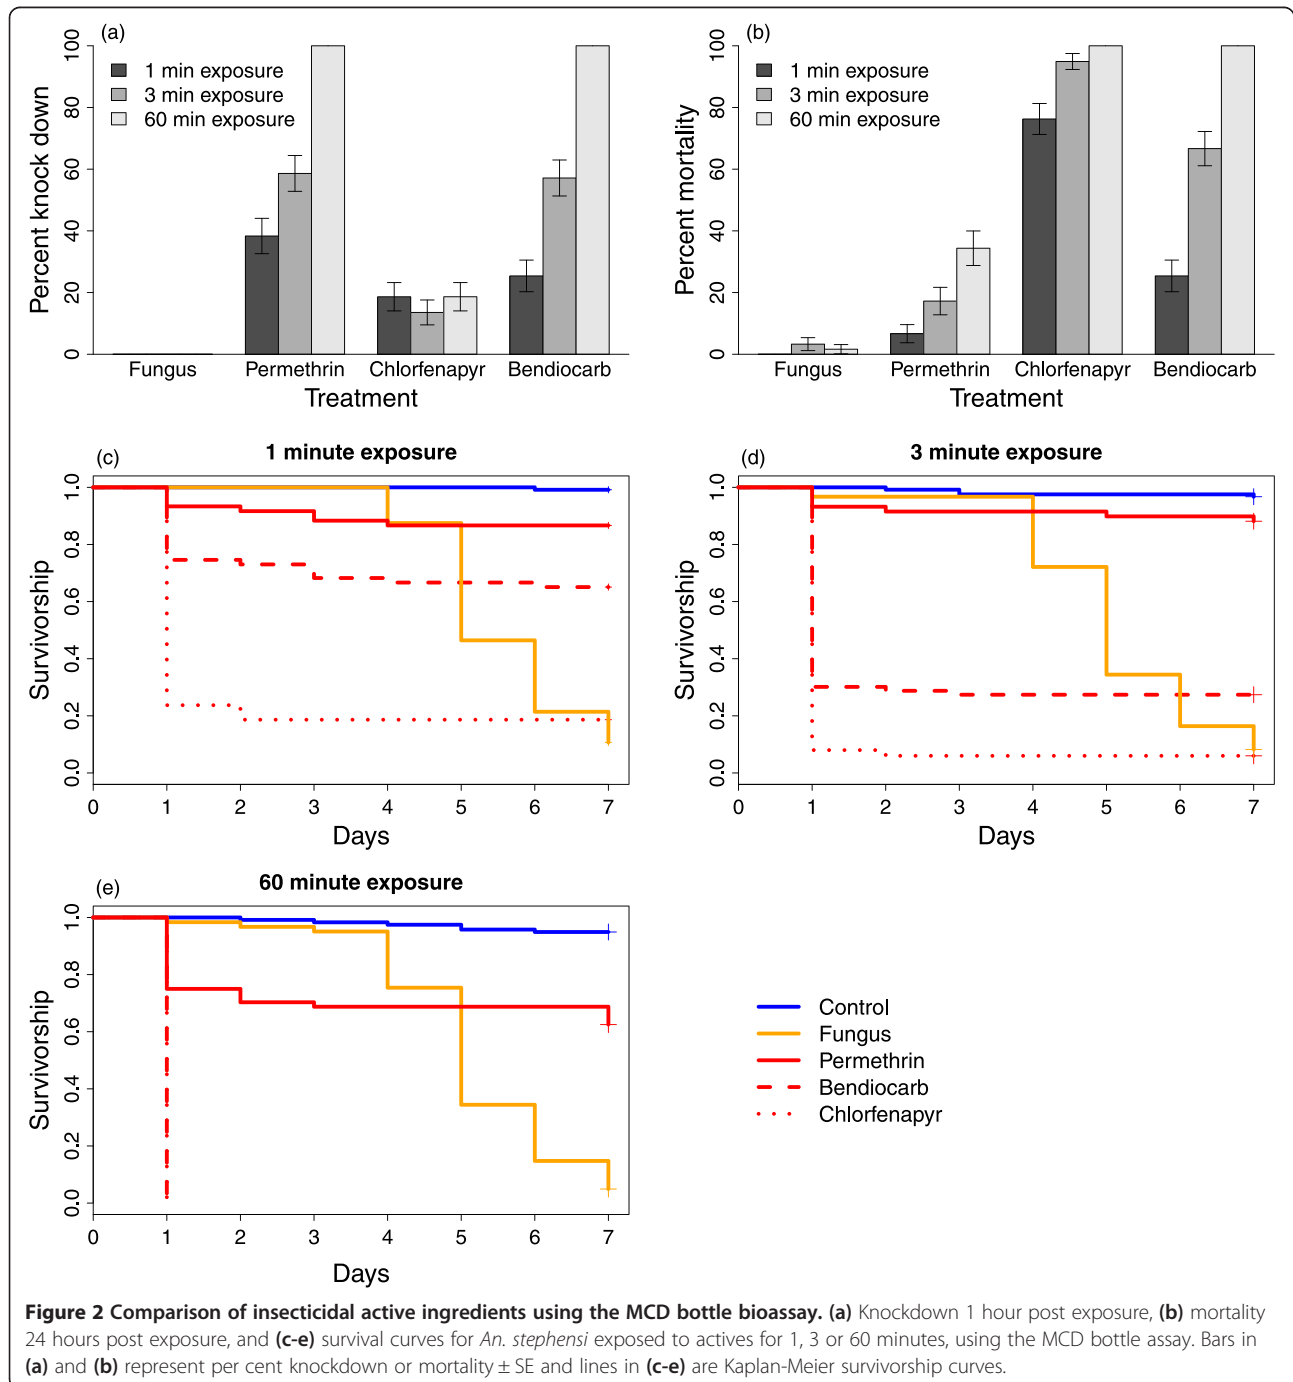 (a)
100
80
60
40
20
0
Percent knock down
1 min exposure
3 min exposure
60 min exposure
Fungus Permethrin Chlorfenapyr Bendiocarb
Treatment
(b)
100
80
60
40
20
0
Percent mortality
1 min exposure
3 min exposure
60 min exposure
Fungus Permethrin Chlorfenapyr Bendiocarb
Treatment
(c)
1 minute exposure
1.0
0.8
0.6
0.4
0.2
0.0
Survivorship
0 1 2 3 4 5 6 7
Days
(d)
3 minute exposure
1.0
0.8
0.6
0.4
0.2
0.0
Survivorship
0 1 2 3 4 5 6 7
Days
(e)
60 minute exposure
1.0
0.8
0.6
0.4
0.2
0.0
Survivorship
0 1 2 3 4 5 6 7
Days
Control
Fungus
Permethrin
Bendiocarb
Chlorfenapyr
Figure 2 Comparison of insecticidal active ingredients using the MCD bottle bioassay. (a) Knockdown 1 hour post exposure, (b) mortality
24 hours post exposure, and (c-e) survival curves for An. stephensi exposed to actives for 1, 3 or 60 minutes, using the MCD bottle assay. Bars in
(a) and (b) represent per cent knockdown or mortality ± SE and lines in (c-e) are Kaplan-Meier survivorship curves.